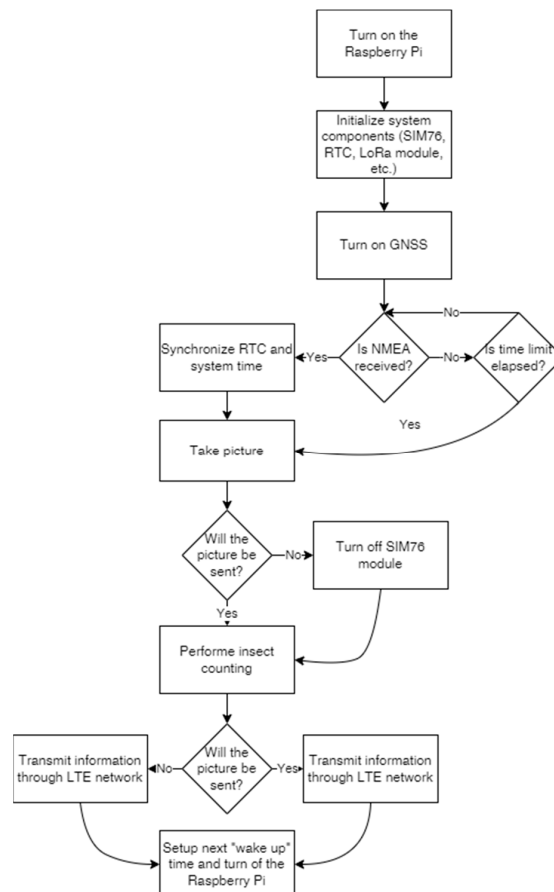 Turn on the
Raspberry Pi
Initialize system
components (SIM76,
RTC, LoRa module,
etc.)
Turn on GNSS
No
Synchronize RTC and
system time
Yes
Is NMEA
received?
No
Is time limit
elapsed?
Yes
Take picture
Will the
picture be
sent?
No
Turn off SIM76
module
Yes
Performe insect
counting
Transmit information
through LTE network
No
Will the
picture be
sent?
Yes
Transmit information
through LTE network
Setup next "wake up"
time and turn of the
Raspberry Pi